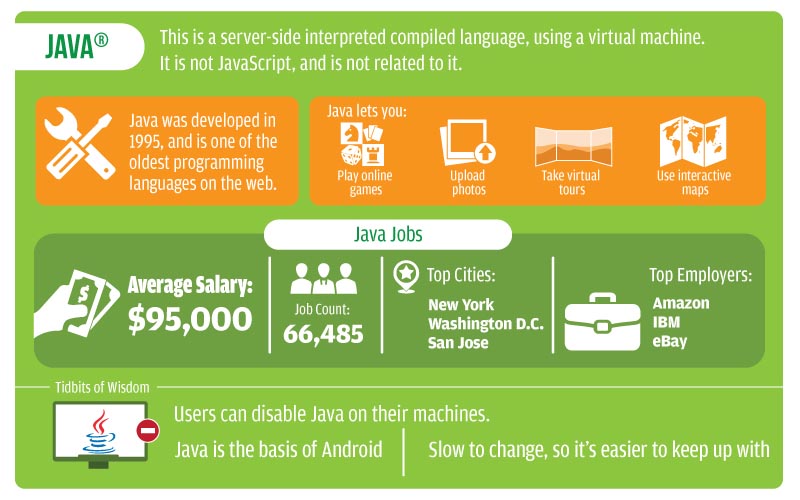 JAVA®
This is a server-side interpreted compiled language, using a virtual machine.
It is not JavaScript, and is not related to it.
Java was developed in
1995, and is one of the
oldest programming
languages on the web.
Java lets you:
Play online
games
Upload
photos
Take virtual
tours
Use interactive
maps
Java Jobs
Average Salary:
$95,000
Job Count:
66,485
Top Cities:
New York
Washington D.C.
San Jose
Top Employers:
Amazon
IBM
eBay
Tidbits of Wisdom
Java
Users can disable Java on their machines.
Java is the basis of Android
Slow to change, so it's easier to keep up with